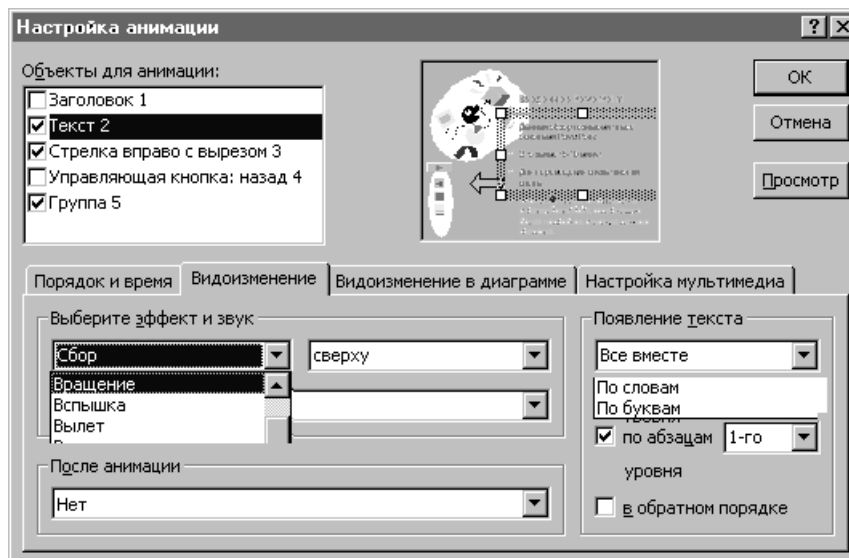 Настройка анимации
Объекты для анимации:
Заголовок 1
Текст 2
Стрелка вправо с вырезом 3
Управляющая кнопка: назад 4
Группа 5
ОК
Отмена
Просмотр
Порядок и время Видоизменение Видоизменение в диаграмме Настройка мультимедиа
Выберите эффект и звук
Сбор сверху
Вращение
Вспышка
Вылет
После анимации
Нет
Появление текста
Все вместе
По словам
По буквам
уровня
по абзацам 1-го
уровня
в обратном порядке